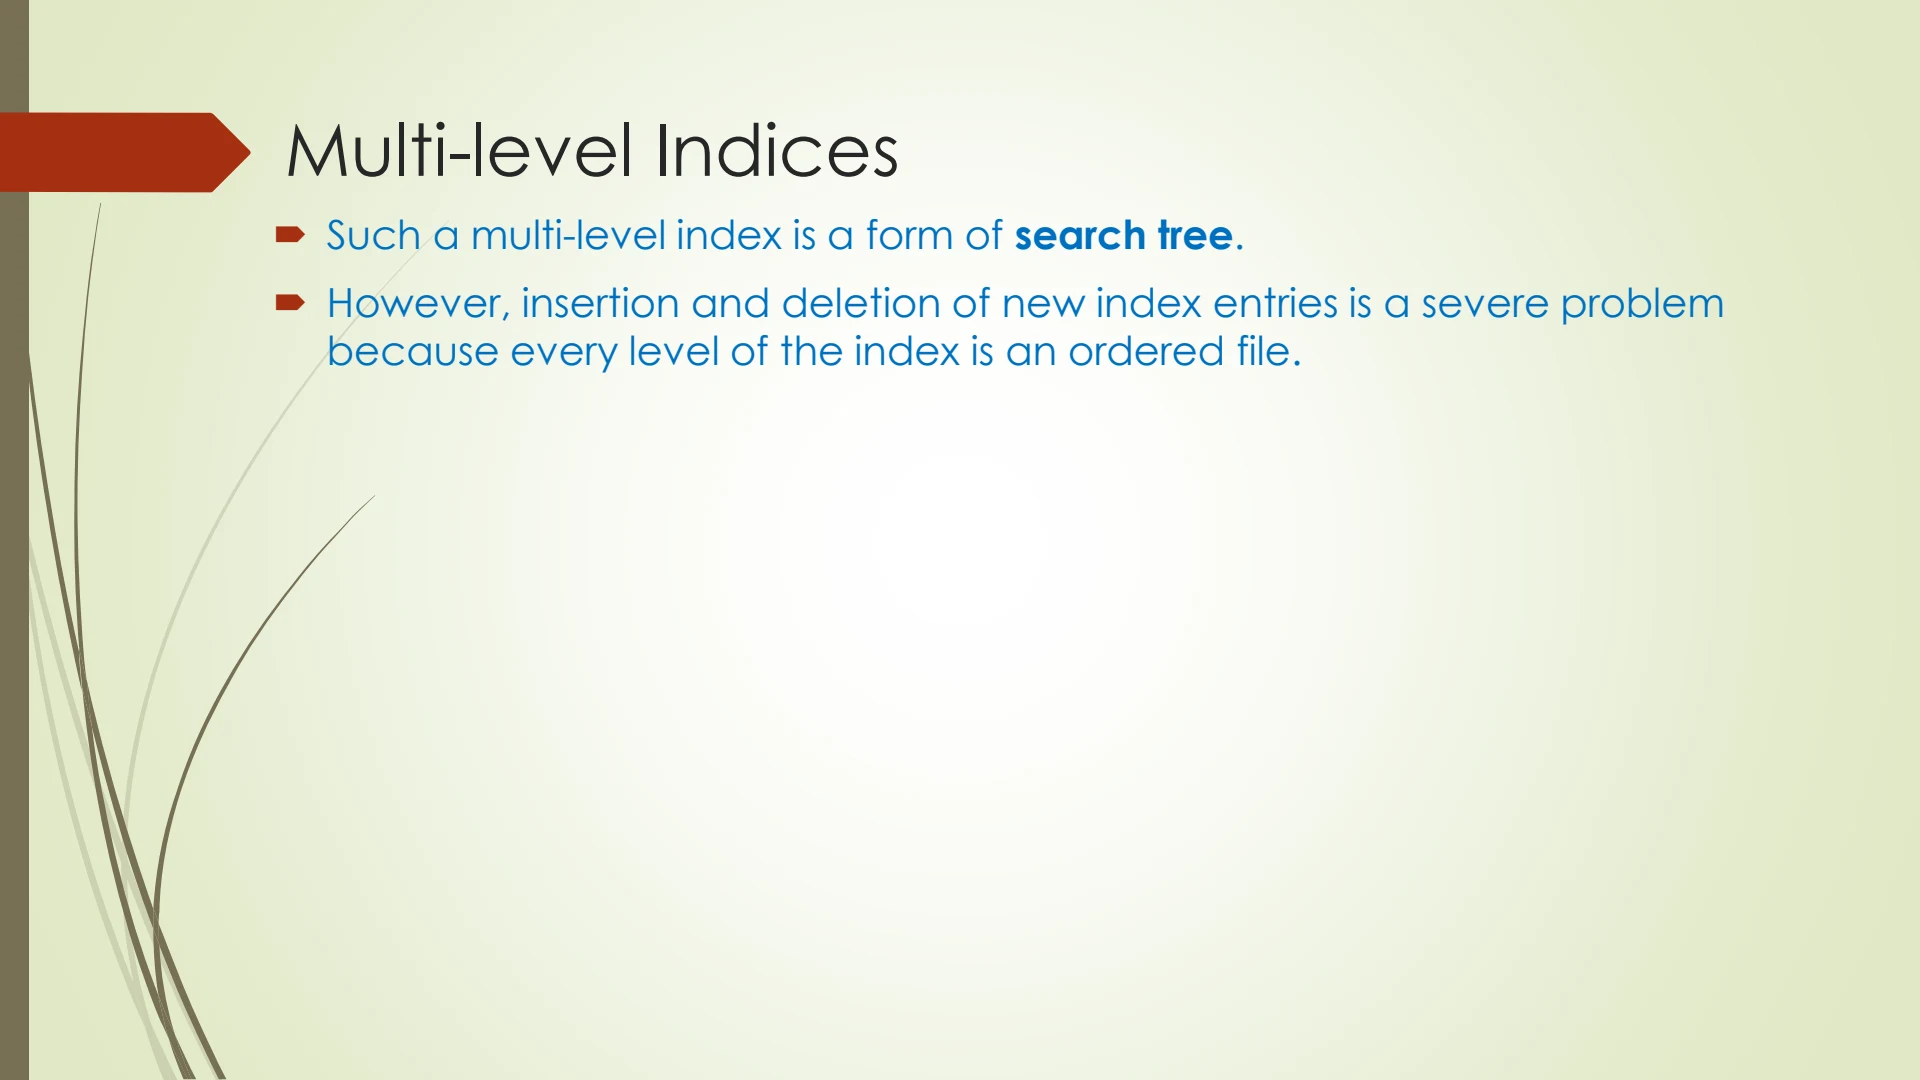 Multi-level Indices
Such a multi-level index is a form of search tree.
However, insertion and deletion of new index entries is a severe problem
because every level of the index is an ordered file.